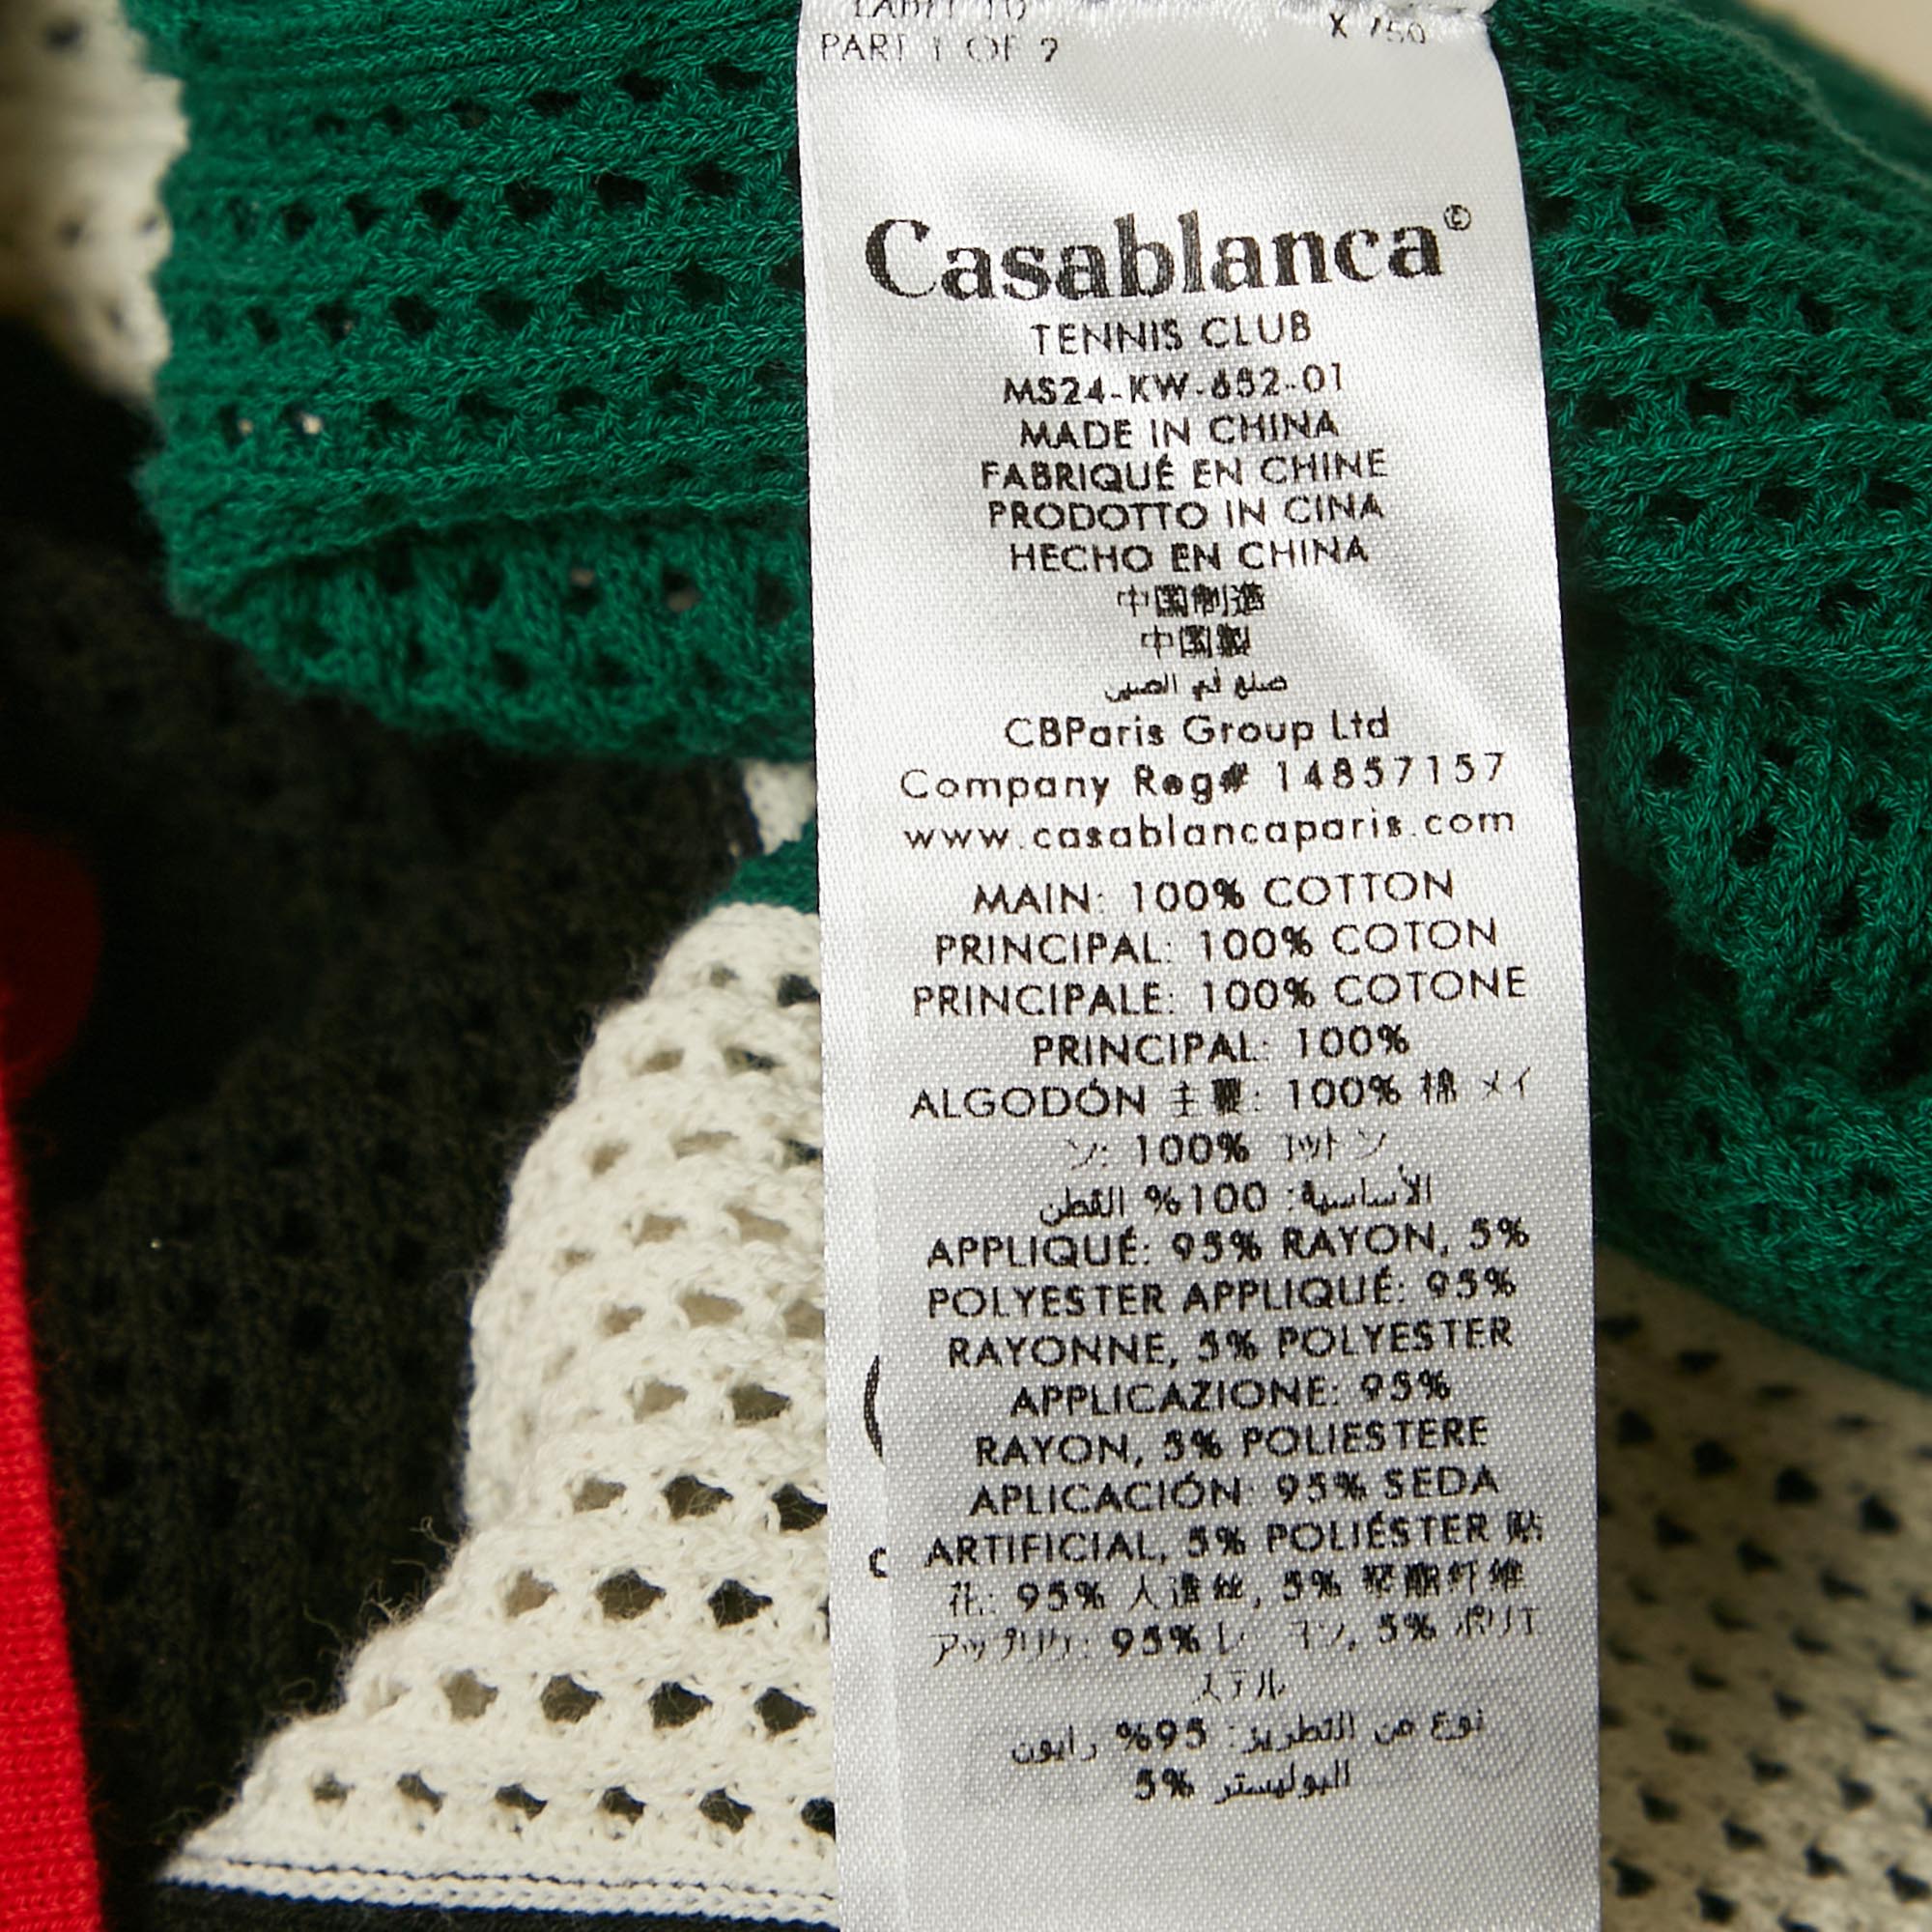 LABEL 10 X 750
PART 1 OF 2
Casablanca©
TENNIS CLUB
MS24-KW-652-01
MADE IN CHINA
FABRIQUÉ EN CHINE
PRODOTTO IN CINA
HECHO EN CHINA
中国制造
中国製
صنع في الصين
CBParis Group Ltd
Company Reg# 14857157
www.casablancaparis.com
MAIN: 100% COTTON
PRINCIPAL: 100% COTON
PRINCIPALE: 100% COTONE
PRINCIPAL: 100%
ALGODÓN 主要: 100% 棉 メイ
ン: 100% コットン
الأساسية: 100% القطن
APPLIQUÉ: 95% RAYON, 5%
POLYESTER APPLIQUÉ: 95%
RAYONNE, 5% POLYESTER
APPLICAZIONE: 95%
RAYON, 5% POLIESTERE
APLICACIÓN: 95% SEDA
ARTIFICIAL, 5% POLIÉSTER 贴
花: 95% 人造丝, 5% 聚酯纤维
アップリケ: 95% レーヨン, 5% ポリエ
ステル
نوع من التطريز: 95% رايون
5% البوليستر